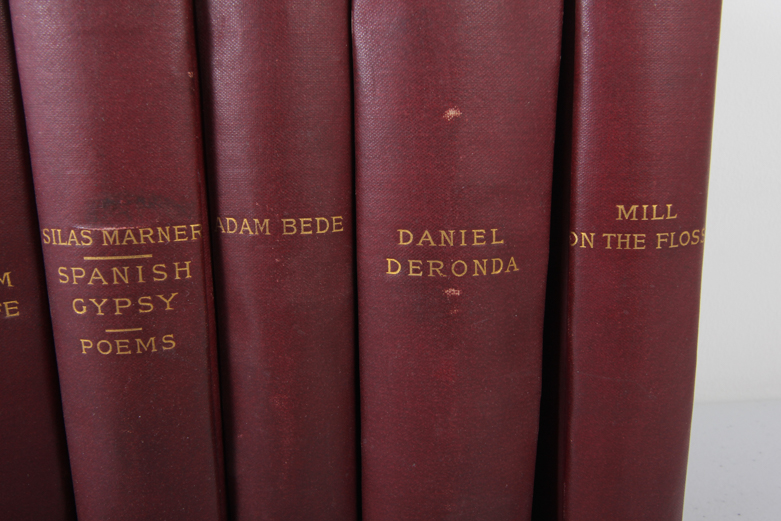 SILAS MARNER
SPANISH
GYPSY
POEMS
ADAM BEDE
DANIEL
DERONDA
MILL
ON THE FLOSS